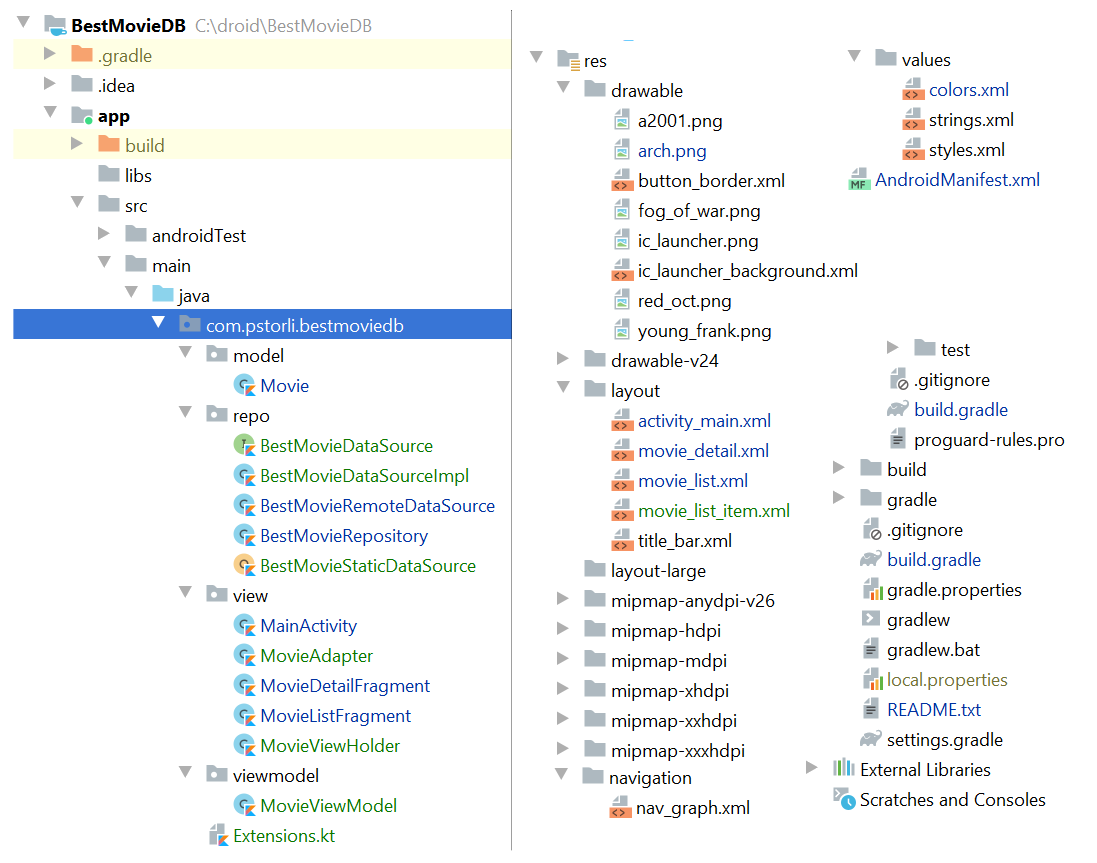 BestMovieDB C:\droid\BestMovieDB
.gradle
.idea
app
build
libs
src
androidTest
main
java
com.pstorli.bestmoviedb
model
Movie
repo
BestMovieDataSource
BestMovieDataSourceImpl
BestMovieRemoteDataSource
BestMovieRepository
BestMovieStaticDataSource
view
MainActivity
MovieAdapter
MovieDetailFragment
MovieListFragment
MovieViewHolder
viewmodel
MovieViewModel
Extensions.kt
res
drawable
a2001.png
arch.png
button_border.xml
fog_of_war.png
ic_launcher.png
ic_launcher_background.xml
red_oct.png
young_frank.png
drawable-v24
layout
activity_main.xml
movie_detail.xml
movie_list.xml
movie_list_item.xml
title_bar.xml
layout-large
mipmap-anydpi-v26
mipmap-hdpi
mipmap-mdpi
mipmap-xhdpi
mipmap-xxhdpi
mipmap-xxxhdpi
navigation
nav_graph.xml
values
colors.xml
strings.xml
styles.xml
MF AndroidManifest.xml
test
.gitignore
build.gradle
proguard-rules.pro
build
gradle
.gitignore
build.gradle
gradle.properties
gradlew
gradlew.bat
local.properties
README.txt
settings.gradle
External Libraries
Scratches and Consoles